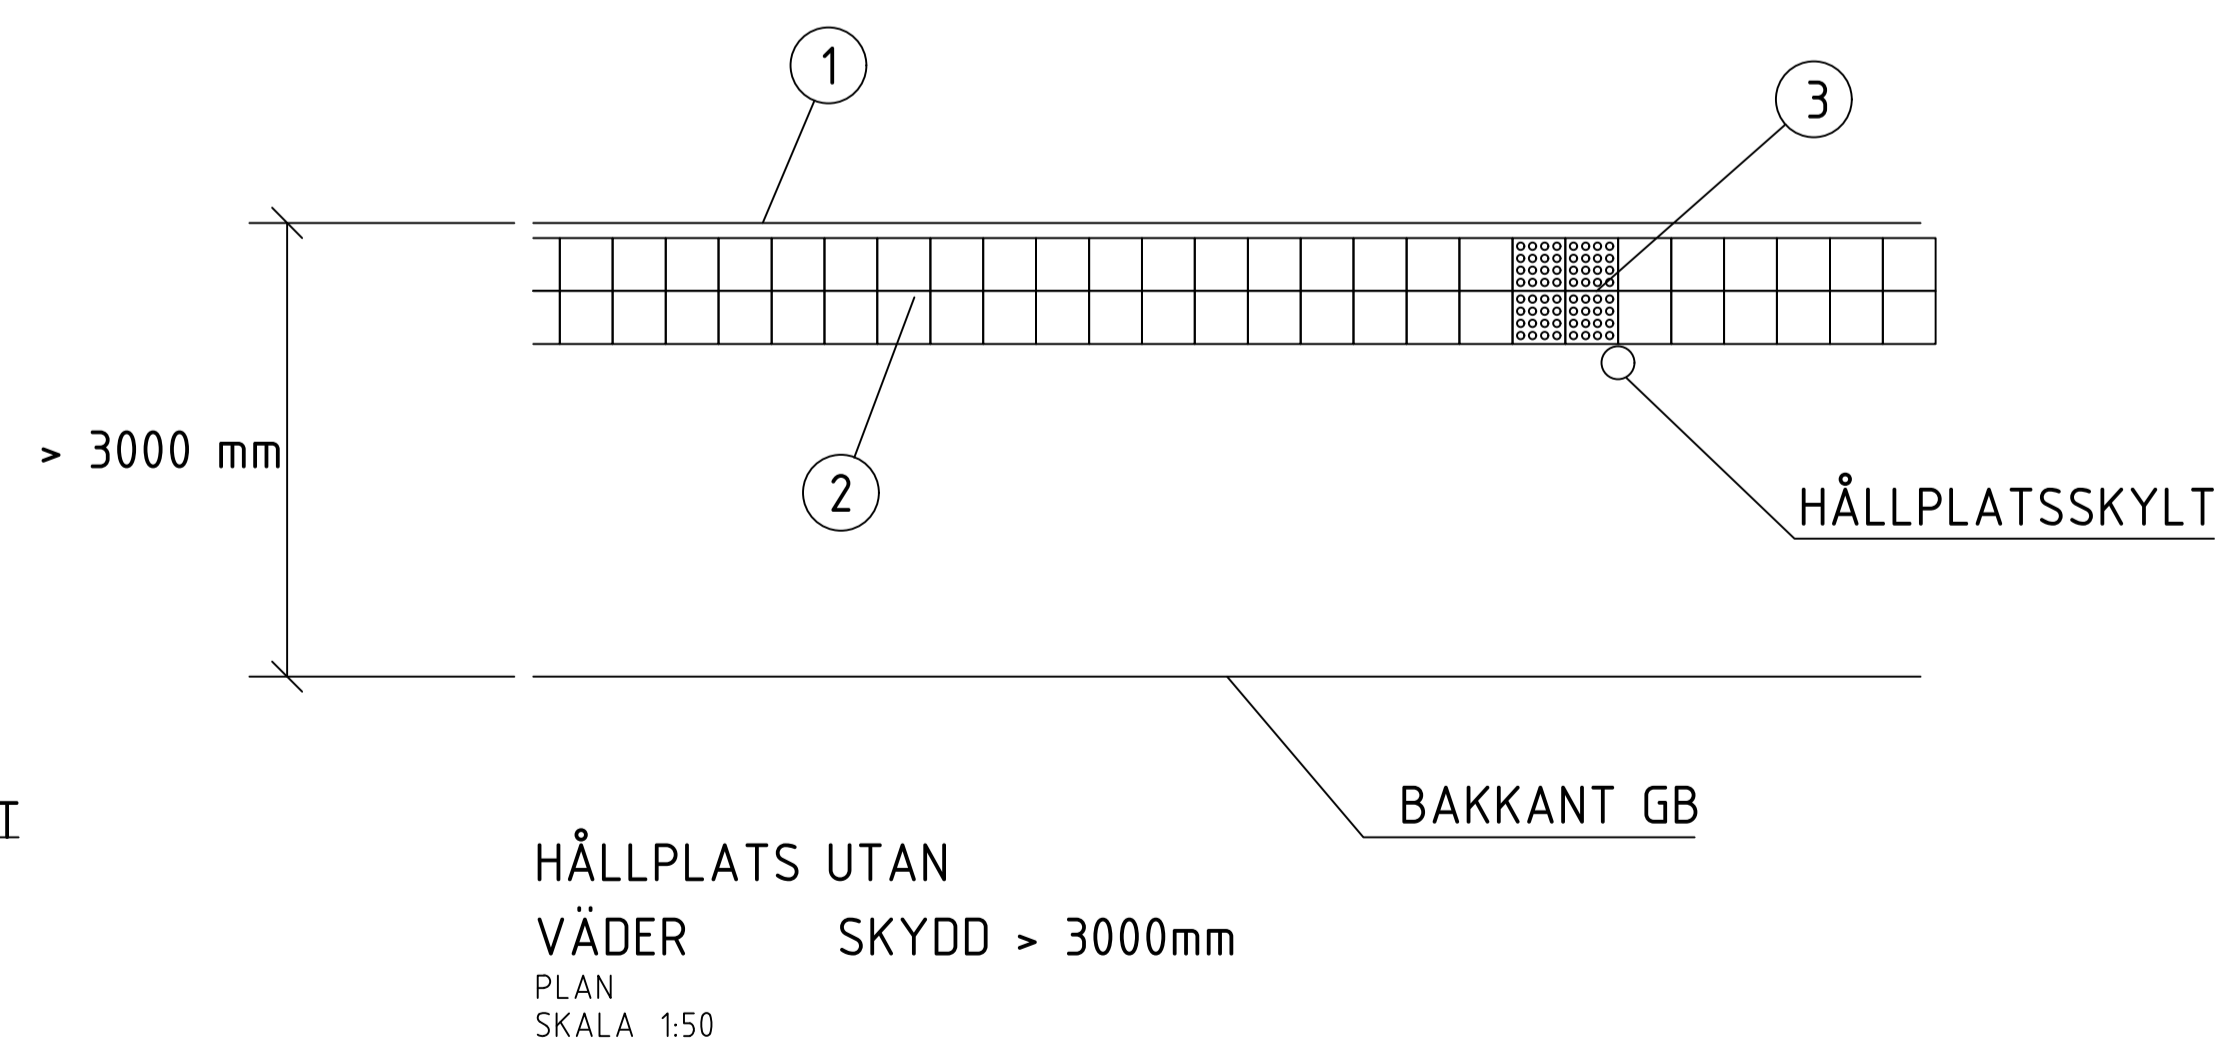 1
3
> 3000 mm
2
HÅLLPLATSSKYLT
BAKKANT GB
T
HÅLLPLATS UTAN
VÄDER SKYDD > 3000mm
PLAN
SKALA 1:50